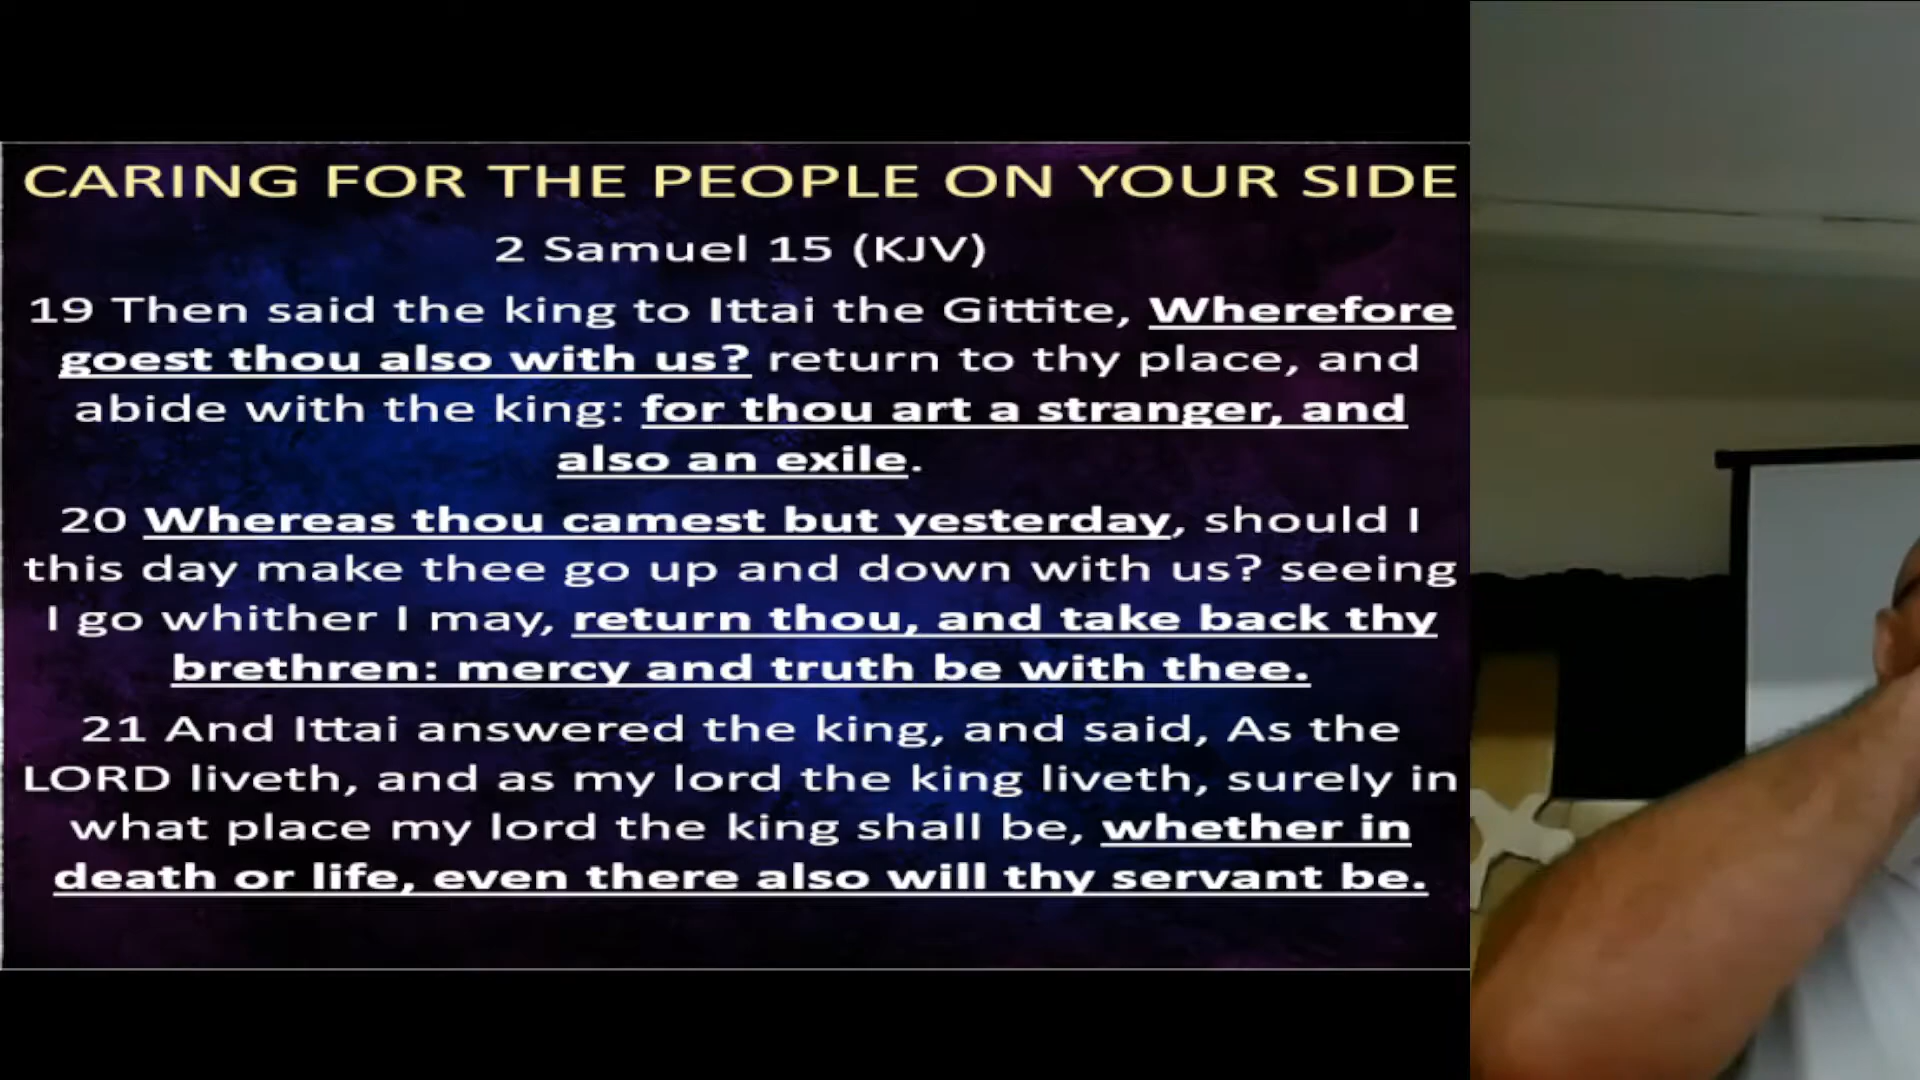 CARING FOR THE PEOPLE ON YOUR SIDE
2 Samuel 15 (KJV)
19 Then said the king to Ittai the Gittite, Wherefore
goest thou also with us? return to thy place, and
abide with the king: for thou art a stranger, and
also an exile.
20 Whereas thou camest but yesterday, should I
this day make thee go up and down with us? seeing
I go whither I may, return thou, and take back thy
brethren: mercy and truth be with thee.
21 And Ittai answered the king, and said, As the
LORD liveth, and as my lord the king liveth, surely in
what place my lord the king shall be, whether in
death or life, even there also will thy servant be.